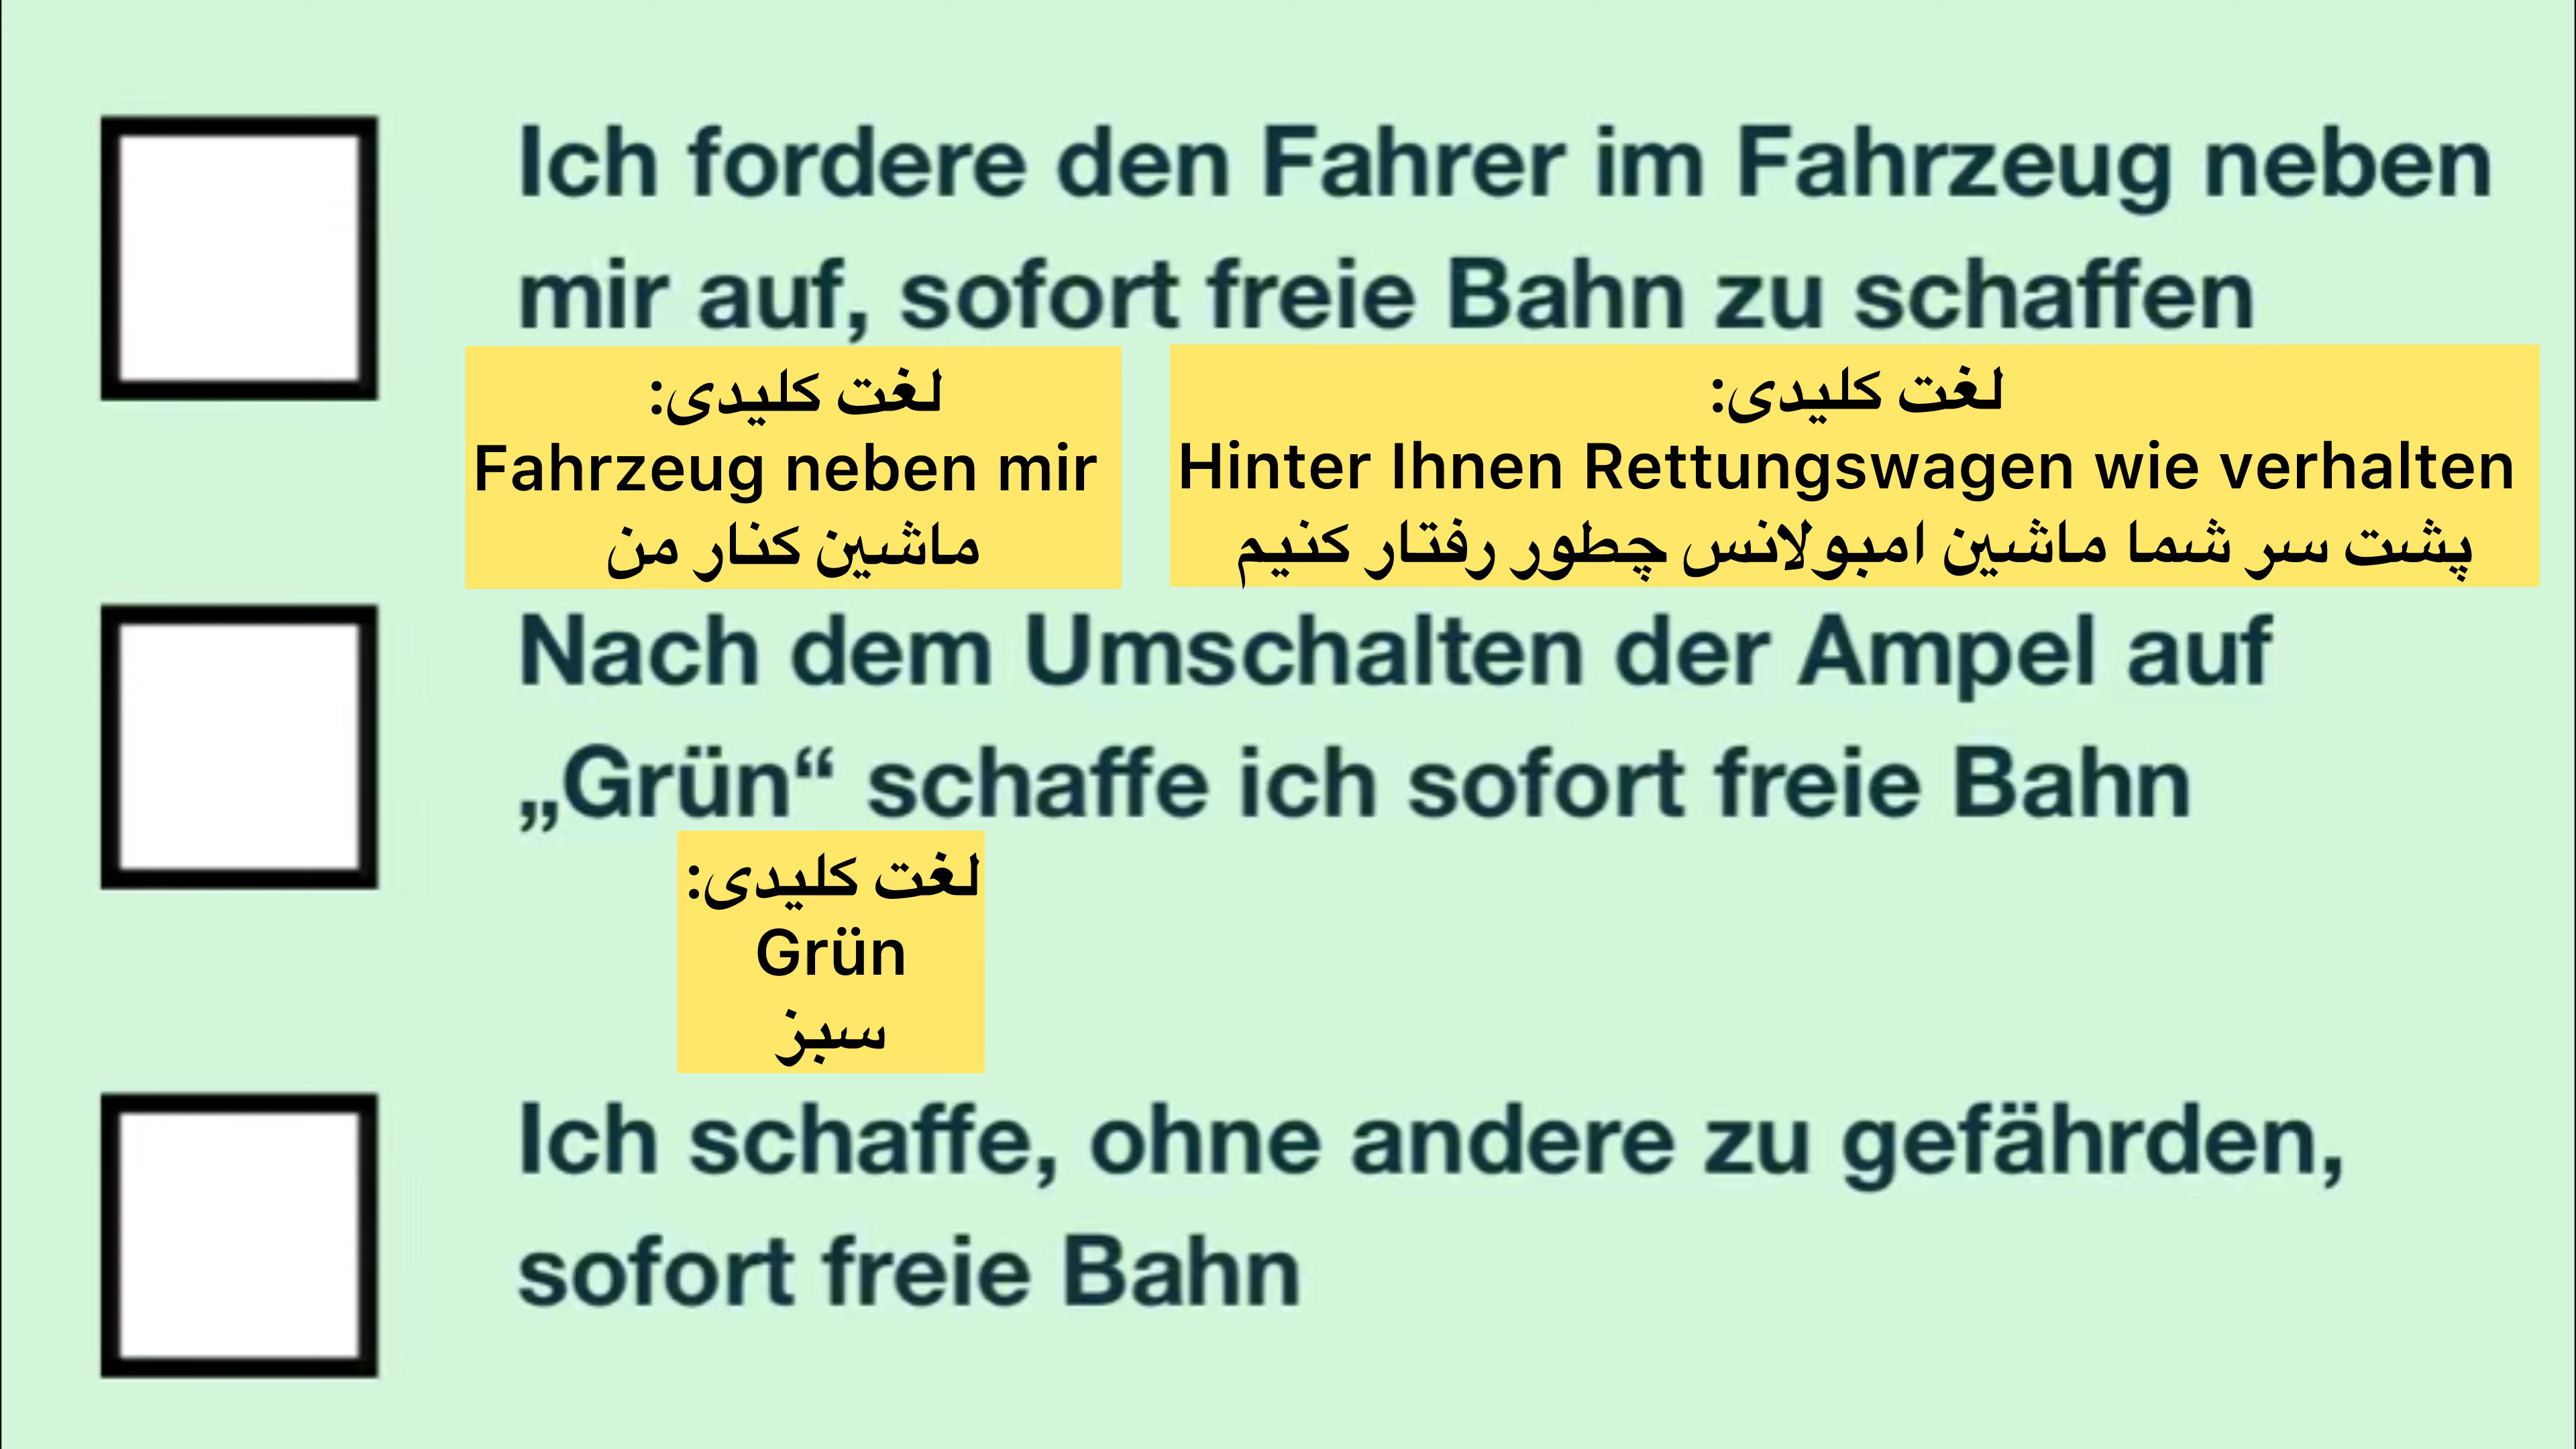 Ich fordere den Fahrer im Fahrzeug neben
mir auf, sofort freie Bahn zu schaffen
لغت کلیدی:
Fahrzeug neben mir
ماشین کنار من
لغت کلیدی:
Hinter Ihnen Rettungswagen wie verhalten
پشت سر شما ماشین امبولانس چطور رفتار کنیم
Nach dem Umschalten der Ampel auf
„Grün“ schaffe ich sofort freie Bahn
لغت کلیدی:
Grün
سبز
Ich schaffe, ohne andere zu gefährden,
sofort freie Bahn